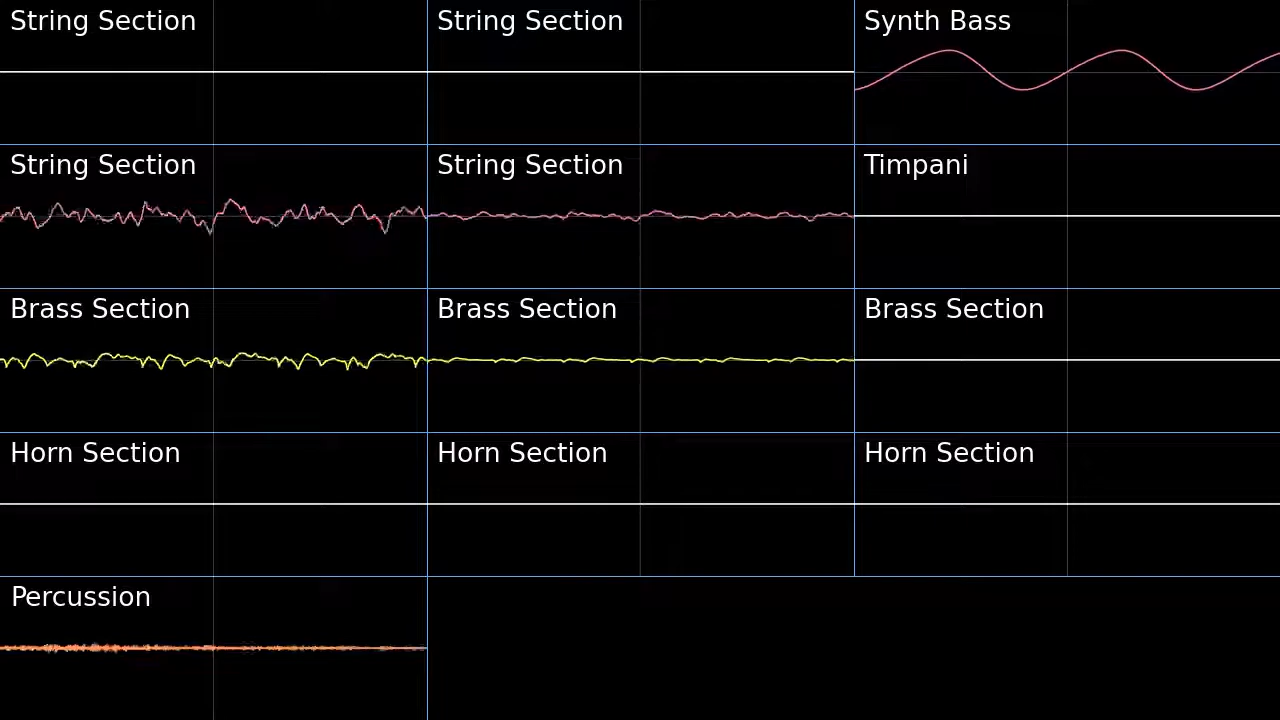 String Section
String Section
Synth Bass
String Section
String Section
Timpani
Brass Section
Brass Section
Brass Section
Horn Section
Horn Section
Horn Section
Percussion